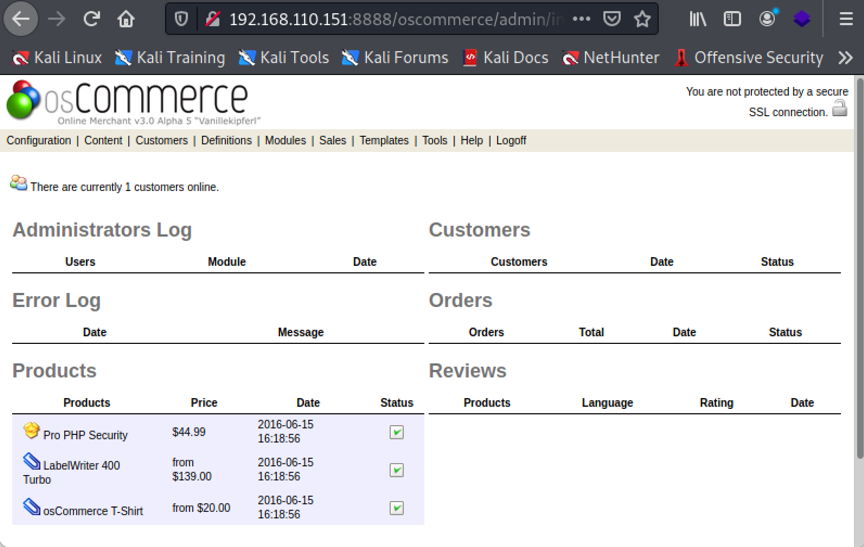 192.168.110.151:8888/oscommerce/admin/in
Kali Linux Kali Training Kali Tools Kali Forums Kali Docs NetHunter Offensive Security
osCommerce
Online Merchant v3.0 Alpha 5 "Vanillekipferl"
You are not protected by a secure
SSL connection.
Configuration | Content | Customers | Definitions | Modules | Sales | Templates | Tools | Help | Logoff
There are currently 1 customers online.
Administrators Log
Users Module Date
Customers
Customers Date Status
Error Log
Date Message
Orders
Orders Total Date Status
Products
Products Price Date Status
Pro PHP Security $44.99 2016-06-15
16:18:56
LabelWriter 400
Turbo
from
$139.00
2016-06-15
16:18:56
osCommerce T-Shirt from $20.00 2016-06-15
16:18:56
Reviews
Products Language Rating Date